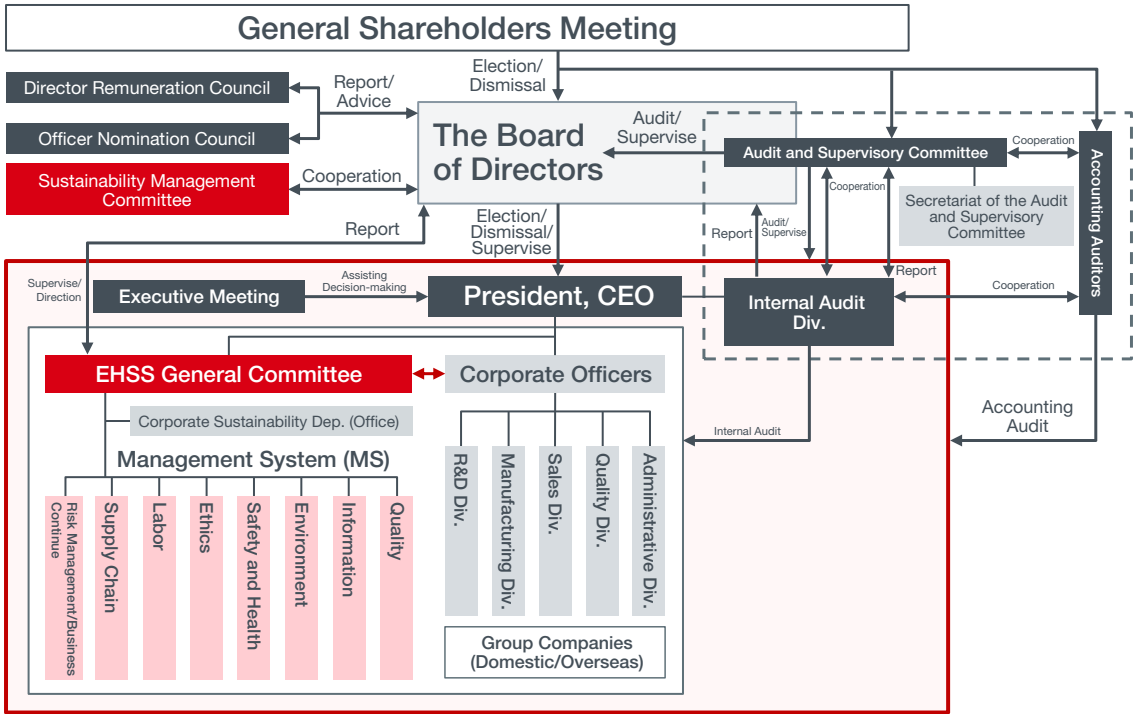 General Shareholders Meeting
Election/
Dismissal
Director Remuneration Council
Report/
Advice
Officer Nomination Council
The Board
of Directors
Audit/
Supervise
Audit and Supervisory Committee
Cooperation
Accounting Auditors
Sustainability Management
Committee
Cooperation
Cooperation
Secretariat of the Audit
and Supervisory
Committee
Report
Election/
Dismissal/
Supervise
Report
Audit/
Supervise
Report
Supervise/
Direction
Executive Meeting
Assisting
Decision-making
President, CEO
Internal Audit
Div.
Cooperation
EHSS General Committee
Corporate Officers
Corporate Sustainability Dep. (Office)
Internal Audit
Accounting
Audit
Management System (MS)
Risk Management/Business
Continue
Supply Chain
Labor
Ethics
Safety and Health
Environment
Information
Quality
R&D Div.
Manufacturing Div.
Sales Div.
Quality Div.
Administrative Div.
Group Companies
(Domestic/Overseas)